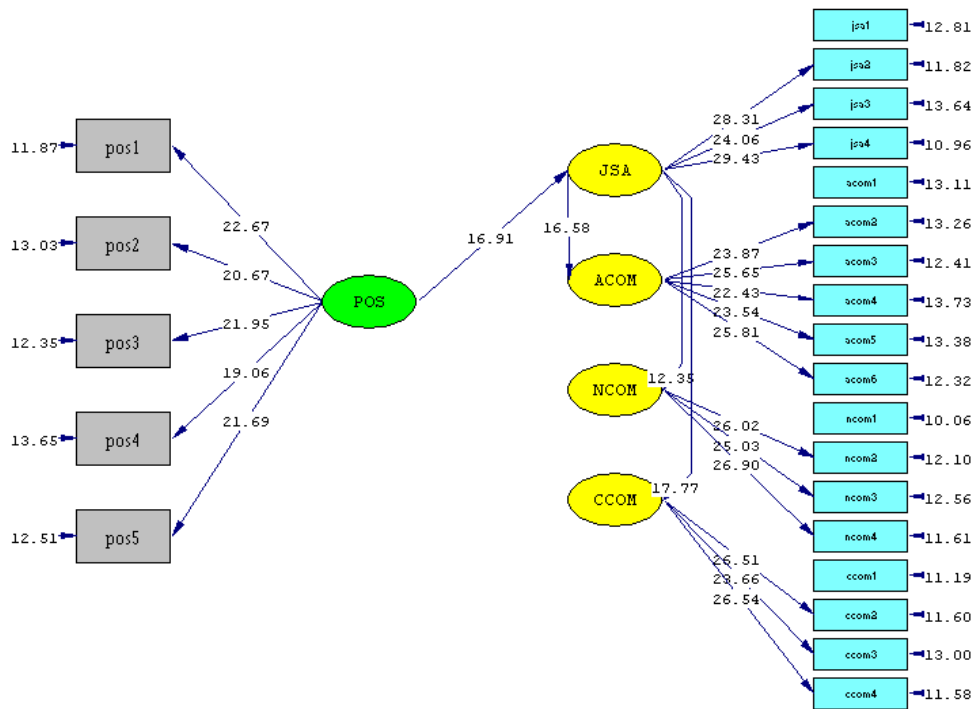 jsa1
12.81
jsa2
11.82
28.31
jsa3
13.64
24.06
11.87
pos1
jsa4
10.96
29.43
JSA
acom1
13.11
22.67
acom2
13.26
13.03
pos2
16.91
16.58
23.87
acom3
12.41
20.67
25.65
ACOM
acom4
13.73
POS
22.43
23.54
21.95
acom5
13.38
12.35
pos3
25.81
19.06
acom6
12.32
12.35
NCOM
ncom1
10.06
21.69
26.02
13.65
pos4
25.03
ncom2
12.10
26.90
17.77
ncom3
12.56
CCOM
ncom4
11.61
12.51
pos5
26.51
ccom1
11.19
23.66
26.54
ccom2
11.60
ccom3
13.00
ccom4
11.58